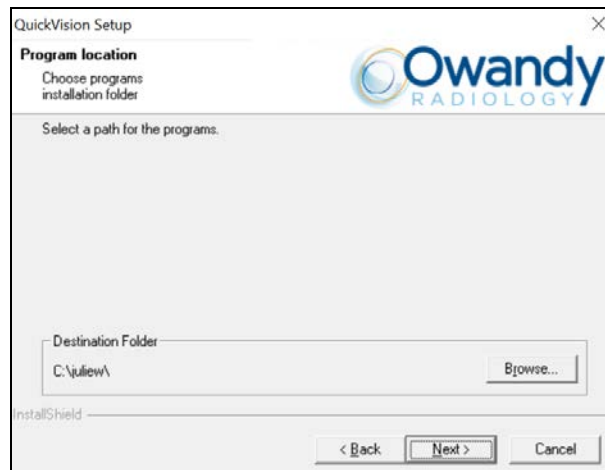 QuickVision Setup
Program location
Choose programs
installation folder
Owandy
RADIOLOGY
Select a path for the programs.
Destination Folder
C:\juliew\
Browse...
InstallShield
< Back
Next >
Cancel